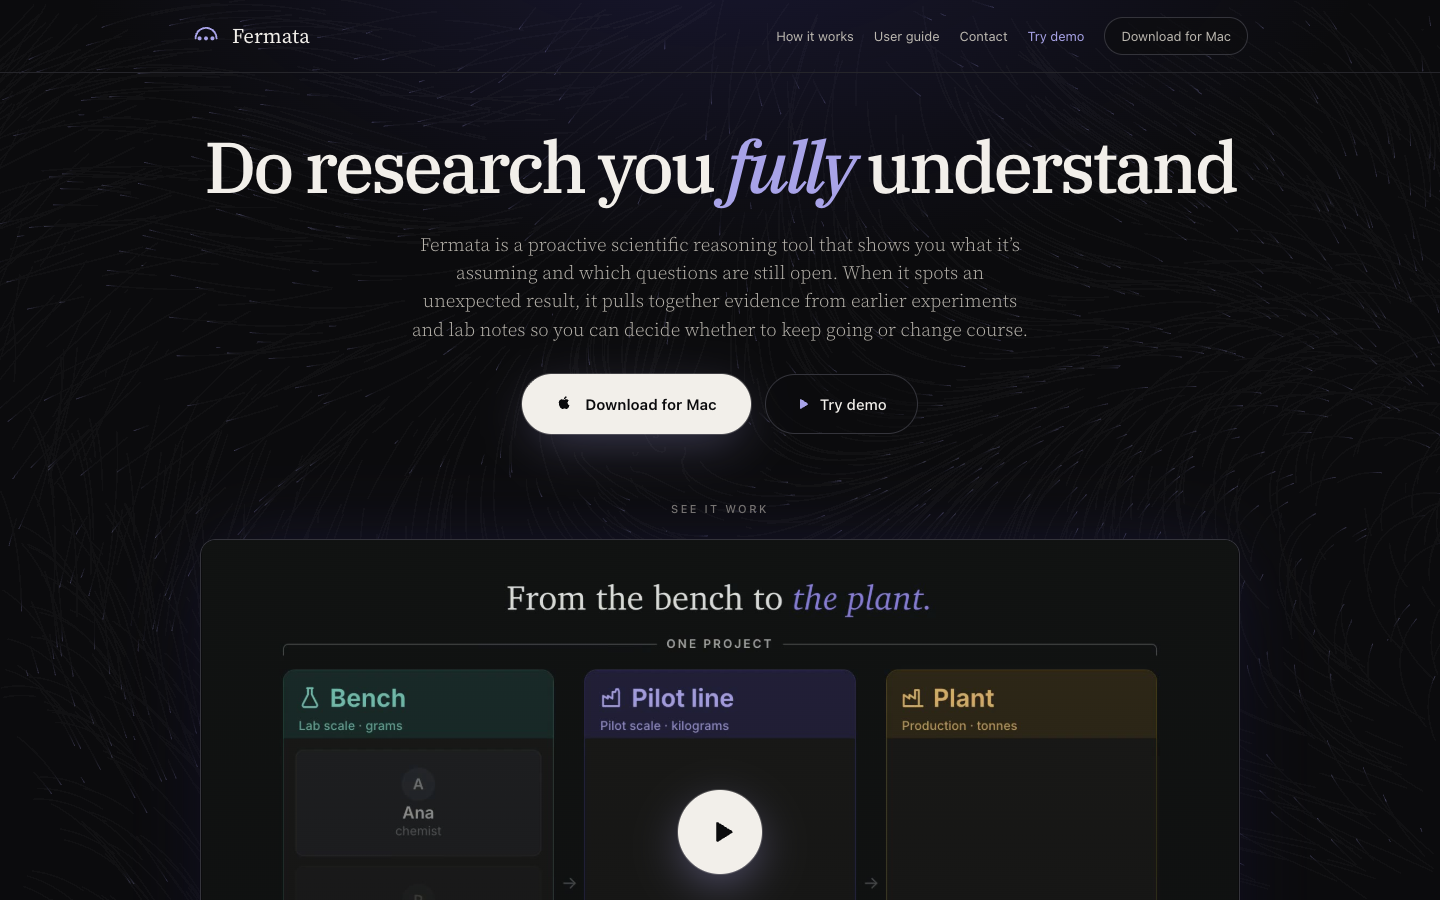 Fermata
How it works
User guide
Contact
Try demo
Download for Mac
Do research you fully understand
Fermata is a proactive scientific reasoning tool that shows you what it’s
assuming and which questions are still open. When it spots an
unexpected result, it pulls together evidence from earlier experiments
and lab notes so you can decide whether to keep going or change course.
Download for Mac
Try demo
SEE IT WORK
From the bench to the plant.
ONE PROJECT
Bench
Lab scale · grams
Pilot line
Pilot scale · kilograms
Plant
Production · tonnes
A
Ana
chemist